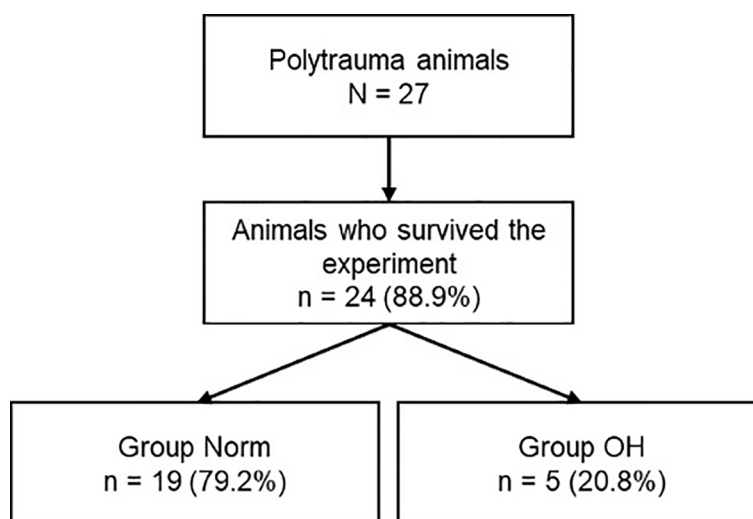 Polytrauma animals
N = 27
Animals who survived the
experiment
n = 24 (88.9%)
Group Norm
n = 19 (79.2%)
Group OH
n = 5 (20.8%)